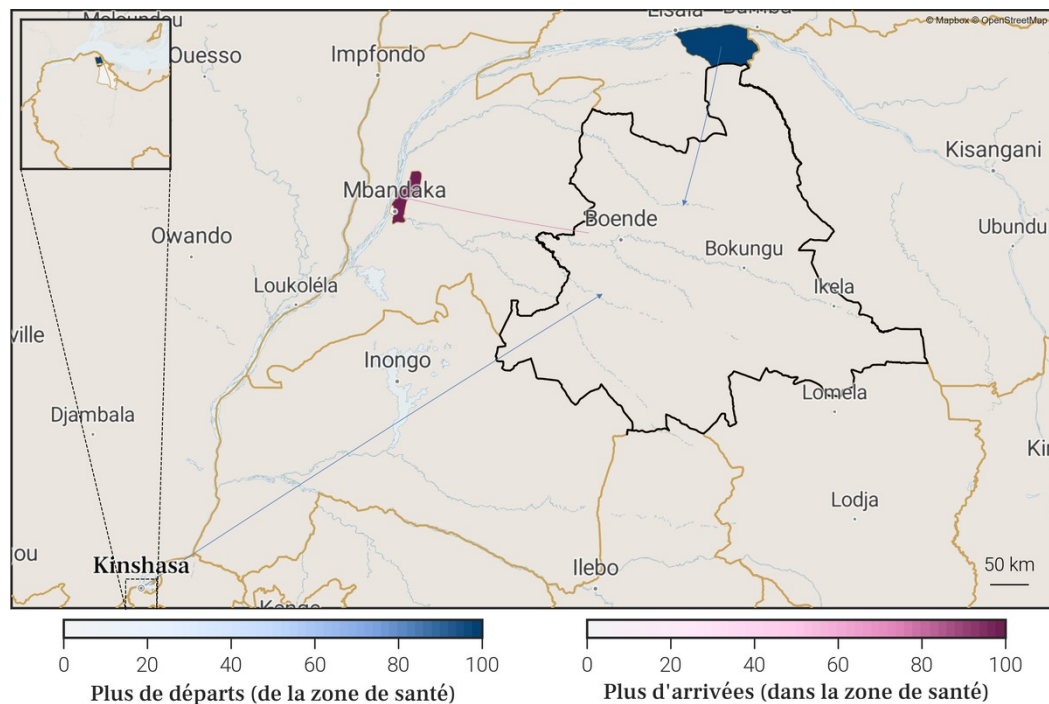 © Mapbox © OpenStreetMap
Ouesso
Impfondo
Kisangani
Mbandaka
Boende
Ubundu
Owando
Bokungu
Loukoléla
Ikela
ville
Inongo
Lomela
Djambala
Lodja
ou
Kinshasa
Ilebo
50 km
0 20 40 60 80 100
0 20 40 60 80 100
Plus de départs (de la zone de santé)
Plus d'arrivées (dans la zone de santé)